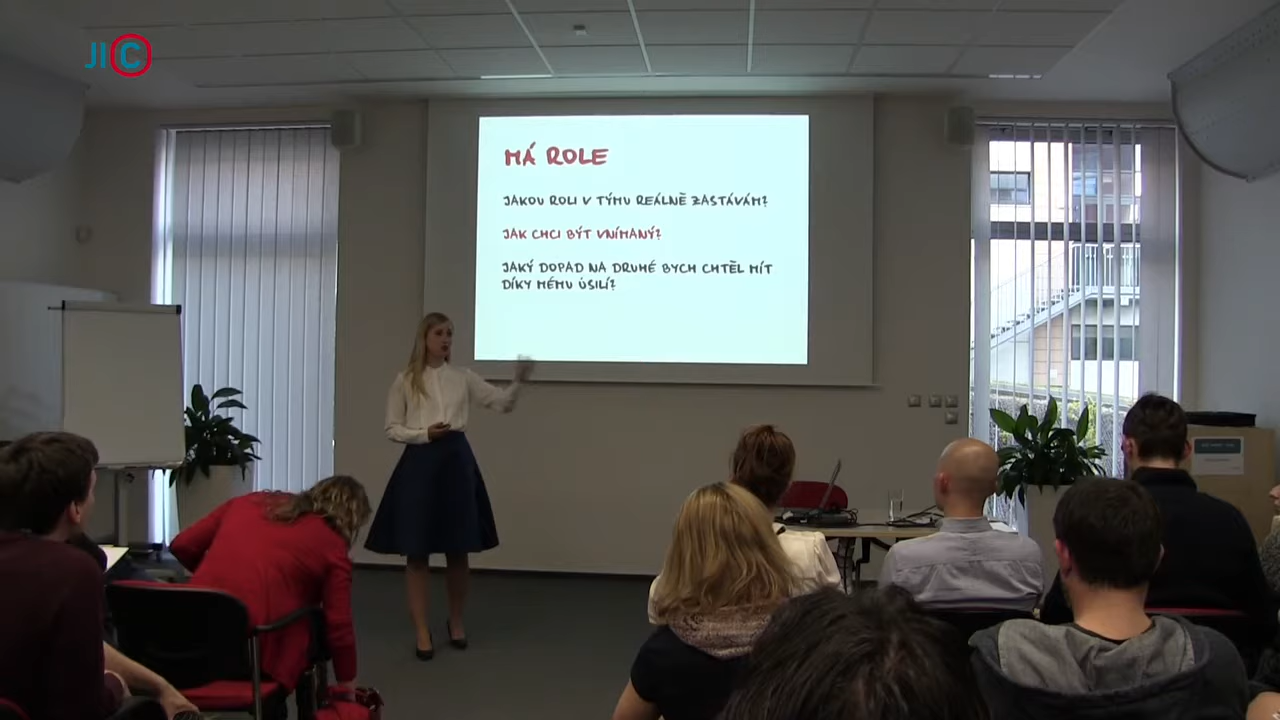 JIC
MÁ ROLE
JAKOU ROLI V TÝMU REÁLNĚ ZASTÁVÁM?
JAK CHCI BÝT VNÍMANÝ?
JAKÝ DOPAD NA DRUHÉ BYCH CHTĚL MÍT
DÍKY MÉMU ÚSILÍ?